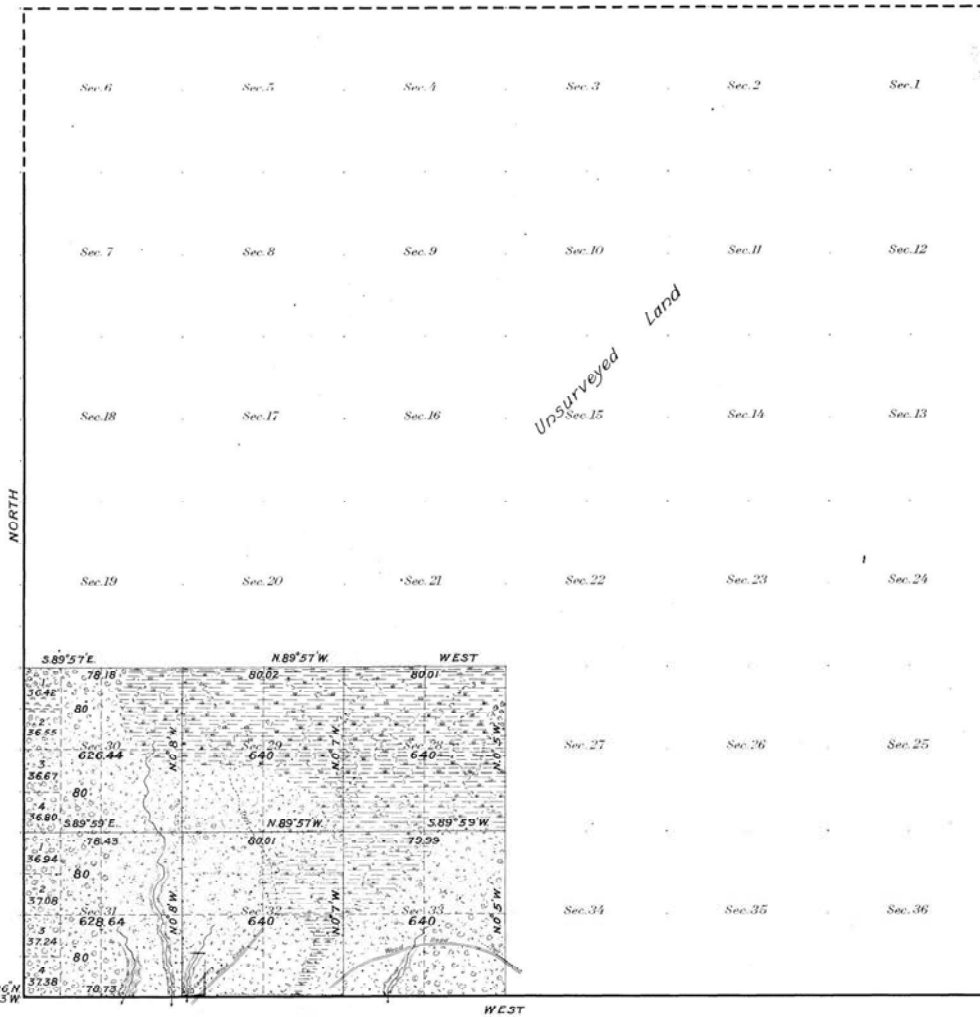 Sec. 6 Sec. 5 Sec. 4 Sec. 3 Sec. 2 Sec. 1
Sec. 7 Sec. 8 Sec. 9 Sec. 10 Sec. 11 Sec. 12
Unsurveyed Land
Sec. 18 Sec. 17 Sec. 16 Sec. 15 Sec. 14 Sec. 13
NORTH
Sec. 19 Sec. 20 Sec. 21 Sec. 22 Sec. 23 Sec. 24
S.89°57'E. N.89°57'W. WEST
78.18 80.02 80.01
1
36.42
80
2
36.55
Sec. 30 Sec. 29 Sec. 28 Sec. 27 Sec. 26 Sec. 25
626.44 640 640
N.0°8'W. N.0°7'W. N.0°5'W.
3
36.67
80
4
36.80
S.89°59'E. N.89°57'W. S.89°59'W.
78.43 80.01 79.99
1
36.94
80
2
37.08
Sec. 31 Sec. 32 Sec. 33 Sec. 34 Sec. 35 Sec. 36
628.64 640 640
N.0°8'W. N.0°7'W. N.0°5'W.
3
37.24
80
4
37.38
Road
WEST